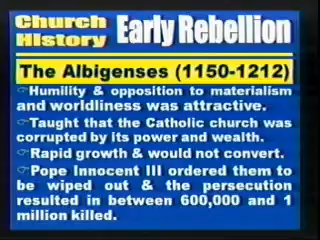 Church History Early Rebellion
The Albigenses (1150-1212)
☞Humility & opposition to materialism
and worldliness was attractive.
☞Taught that the Catholic church was
corrupted by its power and wealth.
☞Rapid growth & would not convert.
☞Pope Innocent III ordered them to
be wiped out & the persecution
resulted in between 600,000 and 1
million killed.